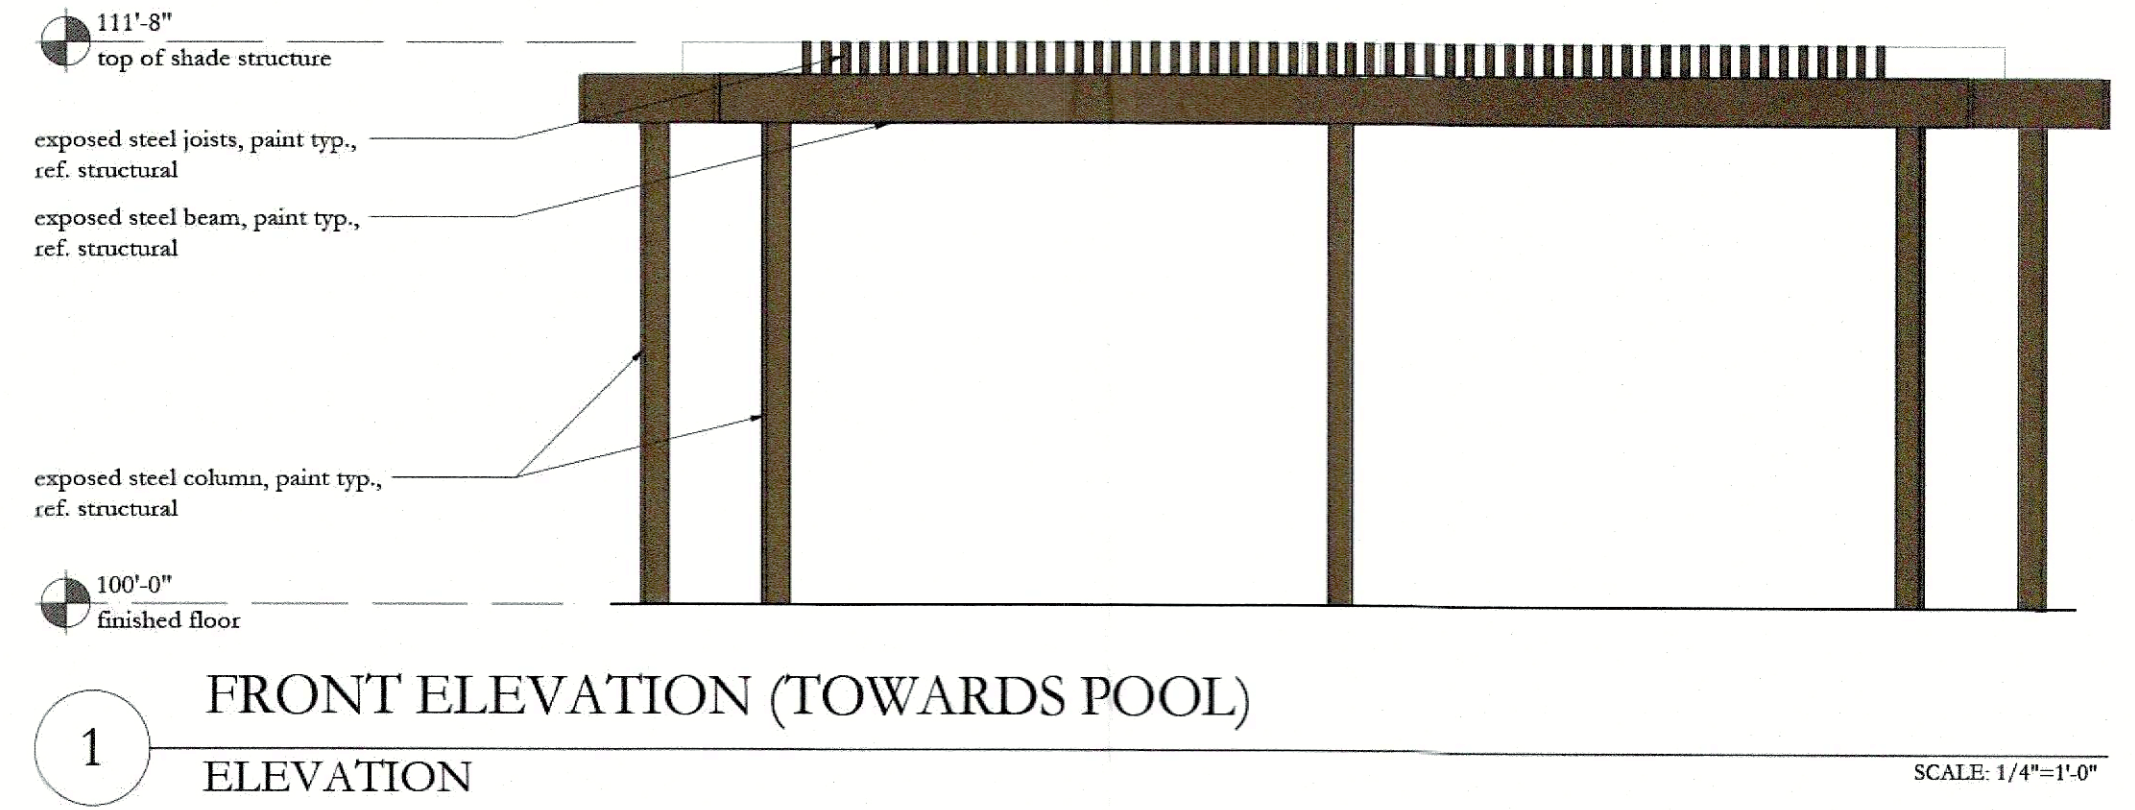 111'-8"
top of shade structure
exposed steel joists, paint typ.,
ref. structural
exposed steel beam, paint typ.,
ref. structural
exposed steel column, paint typ.,
ref. structural
100'-0"
finished floor
1
FRONT ELEVATION (TOWARDS POOL)
ELEVATION
SCALE: 1/4"=1'-0"